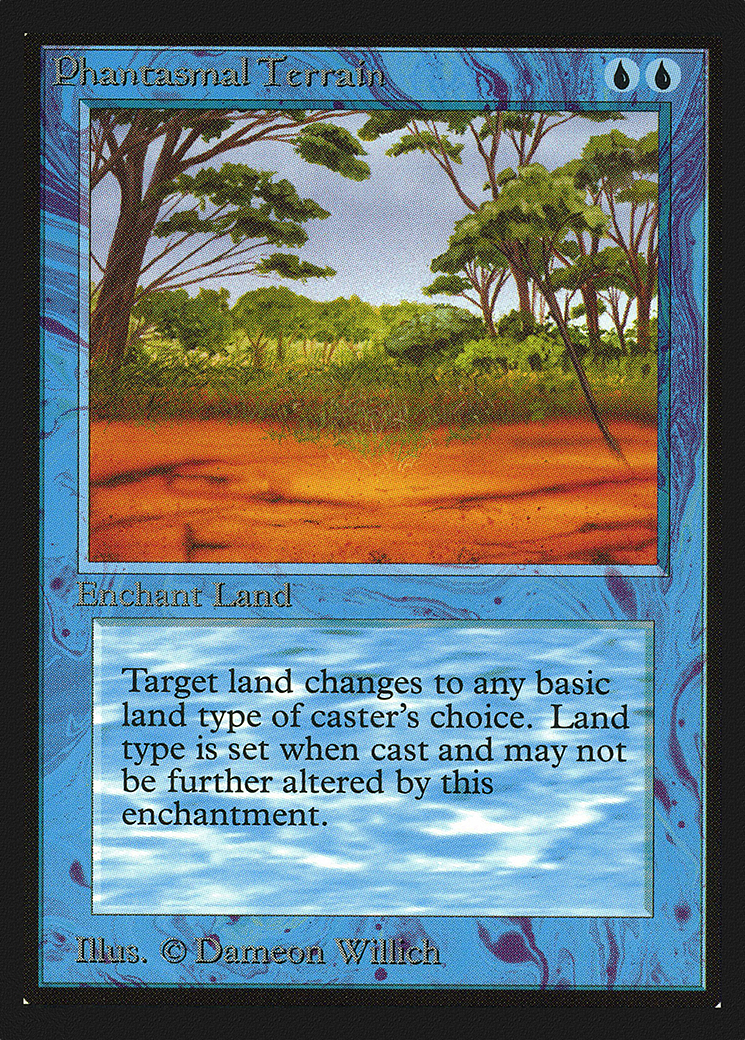 Phantasmal Terrain
Enchant Land
Target land changes to any basic
land type of caster's choice. Land
type is set when cast and may not
be further altered by this
enchantment.
Illus. © Dameon Willich